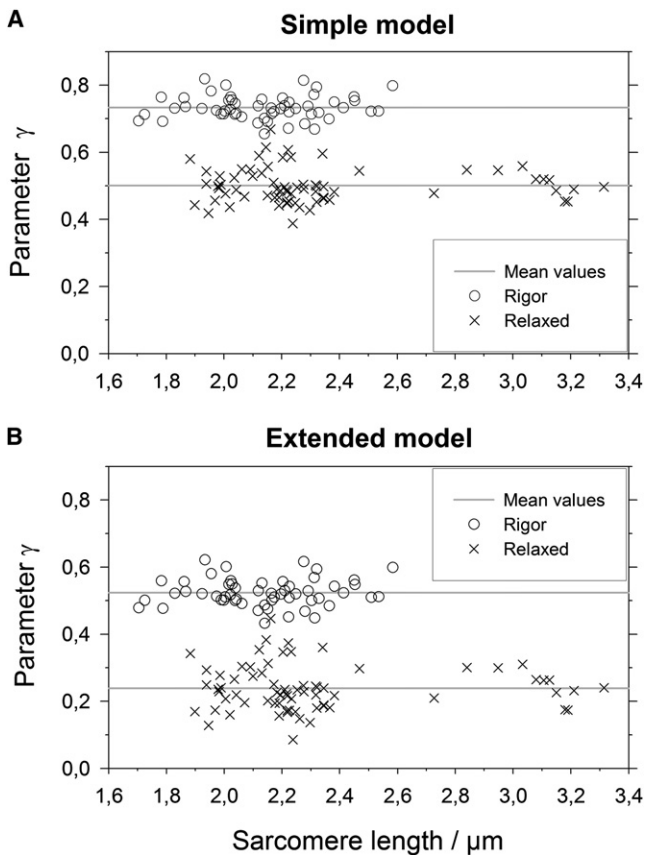 A
Simple model
Parameter γ
0,8
0,6
0,4
0,2
0,0
Mean values
Rigor
Relaxed
1,6 1,8 2,0 2,2 2,4 2,6 2,8 3,0 3,2 3,4
B
Extended model
Parameter γ
0,8
0,6
0,4
0,2
0,0
Mean values
Rigor
Relaxed
1,6 1,8 2,0 2,2 2,4 2,6 2,8 3,0 3,2 3,4
Sarcomere length / μm